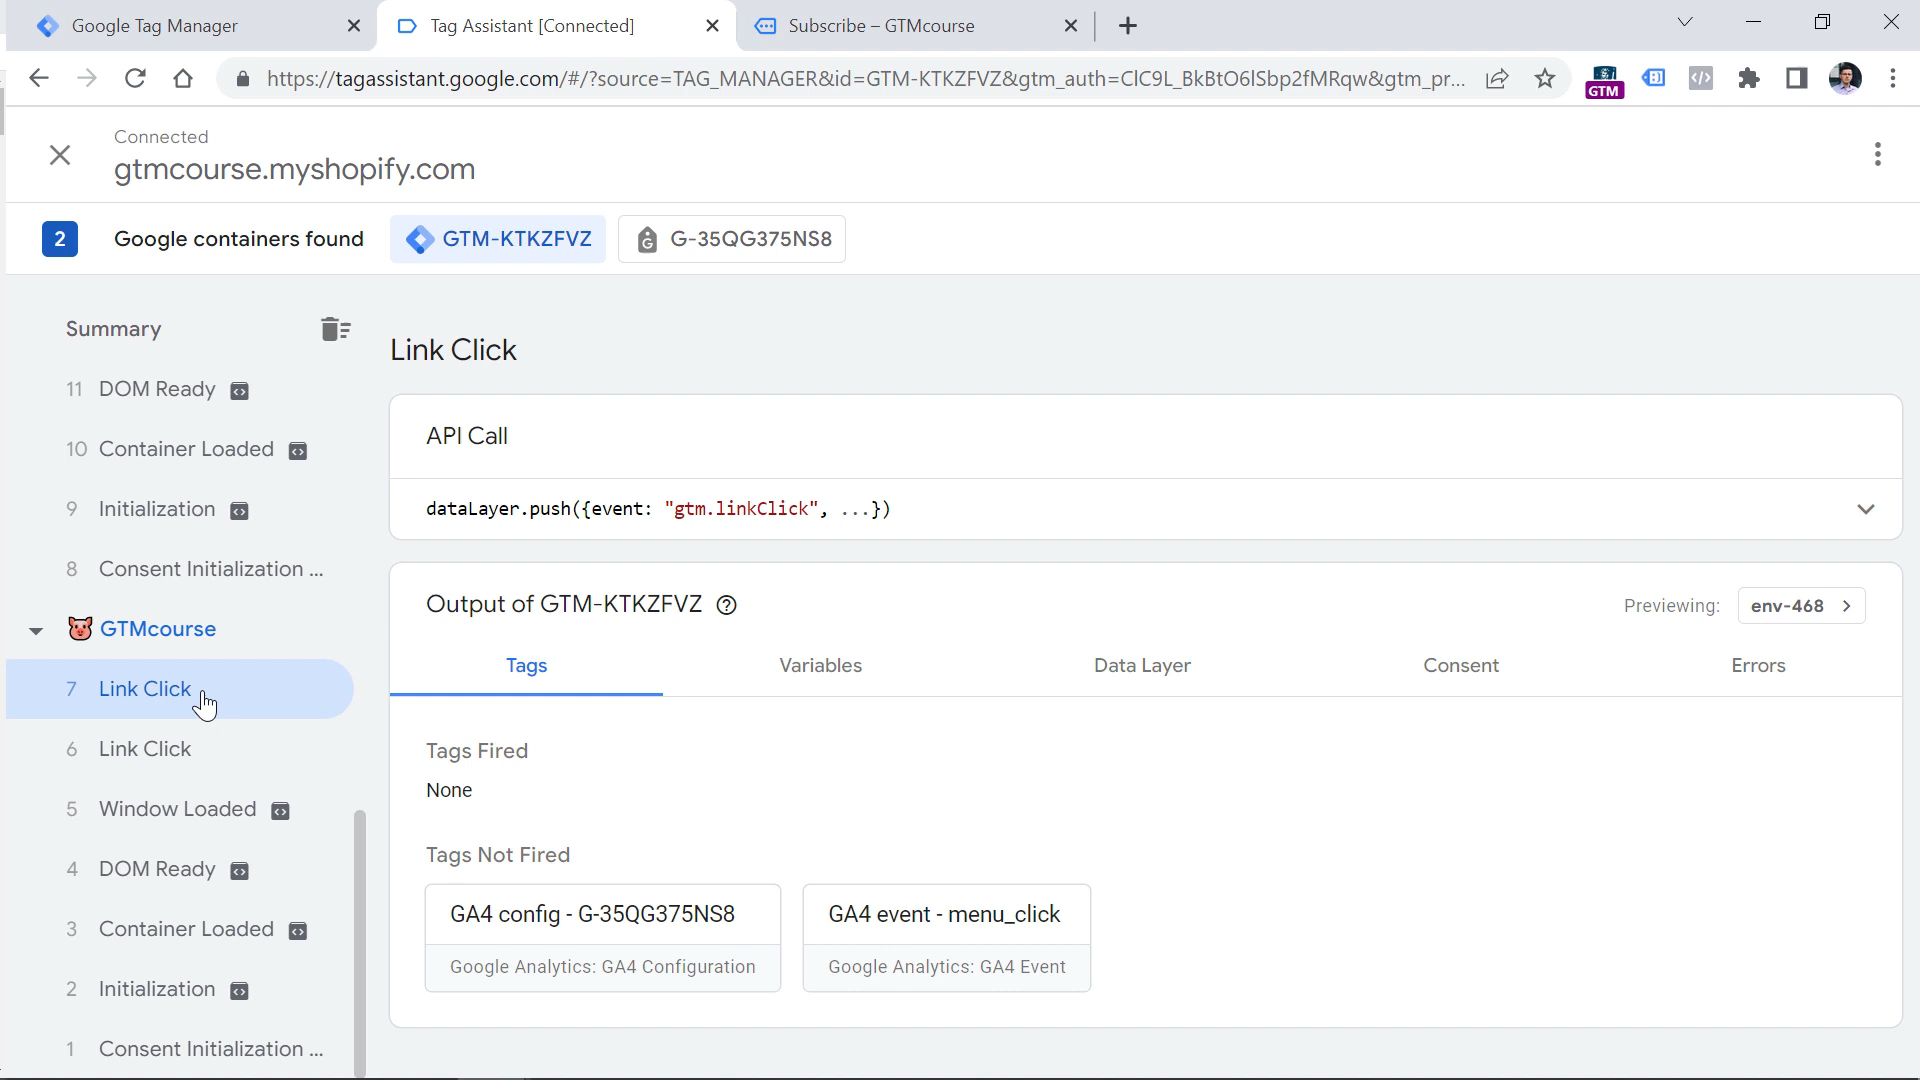 Google Tag Manager
Tag Assistant [Connected]
Subscribe – GTMcourse
https://tagassistant.google.com/#/?source=TAG_MANAGER&id=GTM-KTKZFVZ&gtm_auth=ClC9L_BkBtO6lSbp2fMRqw&gtm_pr...
GTM
Connected
gtmcourse.myshopify.com
2
Google containers found
GTM-KTKZFVZ
G-35QG375NS8
Summary
11 DOM Ready
10 Container Loaded
9 Initialization
8 Consent Initialization ...
GTMcourse
7 Link Click
6 Link Click
5 Window Loaded
4 DOM Ready
3 Container Loaded
2 Initialization
1 Consent Initialization ...
Link Click
API Call
dataLayer.push({event: "gtm.linkClick", ...})
Output of GTM-KTKZFVZ
Previewing: env-468
Tags
Variables
Data Layer
Consent
Errors
Tags Fired
None
Tags Not Fired
GA4 config - G-35QG375NS8
Google Analytics: GA4 Configuration
GA4 event - menu_click
Google Analytics: GA4 Event